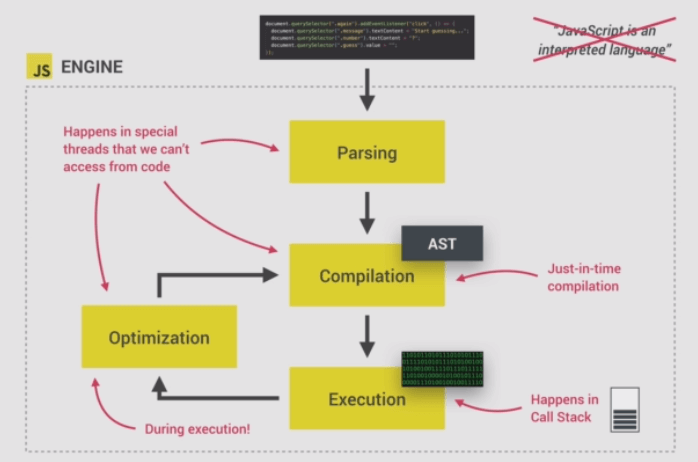 document.querySelector(".again").addEventListener("click", () => {
document.querySelector(".message").textContent = "Start guessing...";
document.querySelector(".number").textContent = "?";
document.querySelector(".guess").value = "";
});
"JavaScript is an
interpreted language"
JS ENGINE
Happens in special
threads that we can't
access from code
Parsing
AST
Compilation
Just-in-time
compilation
Optimization
Execution
Happens in
Call Stack
During execution!